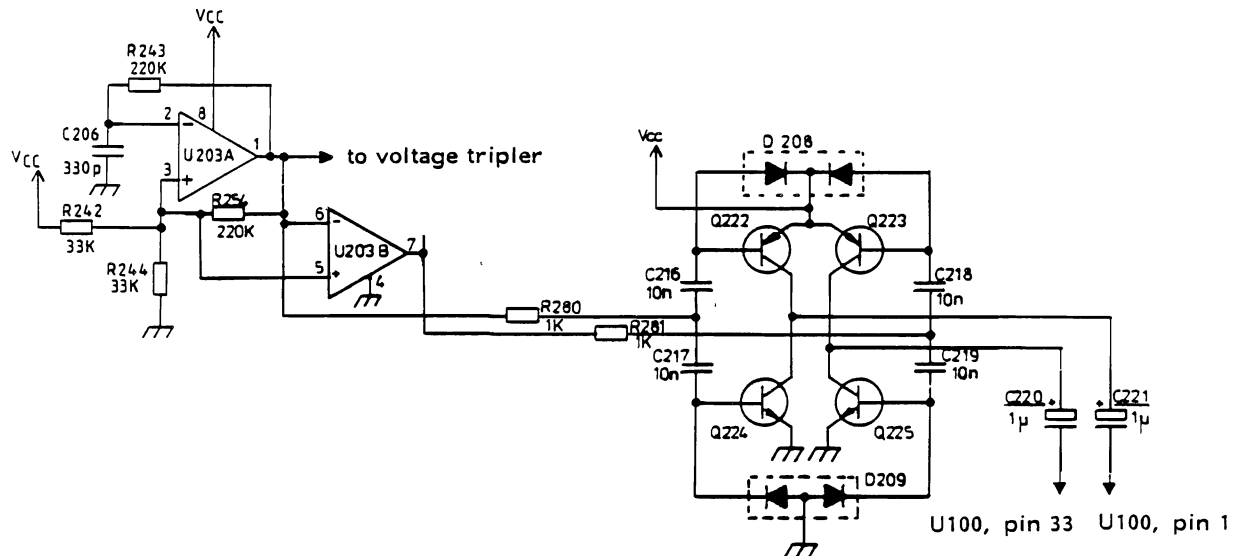 Vcc
R243
220K
2
8
C206
330p
U203A
1
to voltage tripler
Vcc
3
R242
33K
R254
220K
6
U203B
7
5
4
R244
33K
R280
1K
R281
1K
Vcc
D 208
Q222
Q223
C216
10n
C218
10n
C217
10n
C219
10n
Q224
Q225
D209
C220
1µ
C221
1µ
U100, pin 33
U100, pin 1